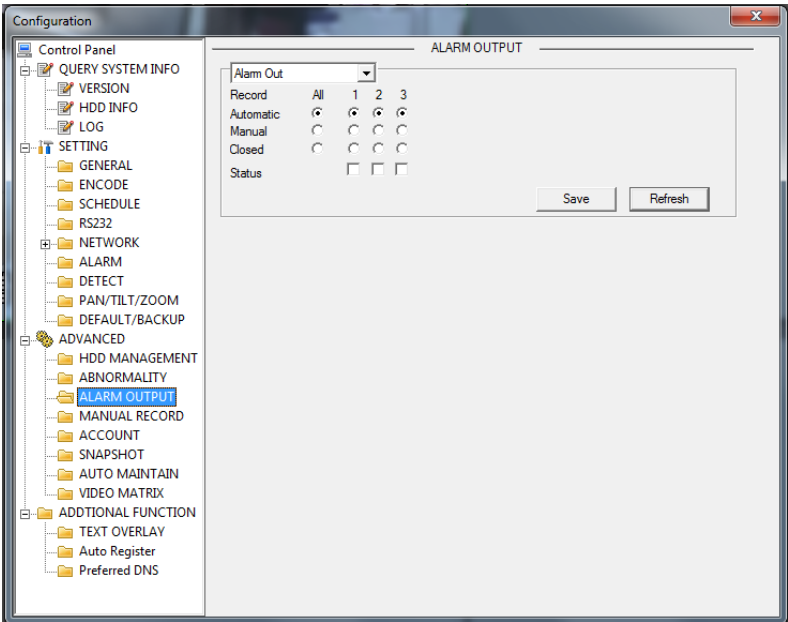 Configuration
Control Panel
QUERY SYSTEM INFO
VERSION
HDD INFO
LOG
SETTING
GENERAL
ENCODE
SCHEDULE
RS232
NETWORK
ALARM
DETECT
PAN/TILT/ZOOM
DEFAULT/BACKUP
ADVANCED
HDD MANAGEMENT
ABNORMALITY
ALARM OUTPUT
MANUAL RECORD
ACCOUNT
SNAPSHOT
AUTO MAINTAIN
VIDEO MATRIX
ADDTIONAL FUNCTION
TEXT OVERLAY
Auto Register
Preferred DNS
ALARM OUTPUT
Alarm Out
Record All 1 2 3
Automatic
Manual
Closed
Status
Save Refresh